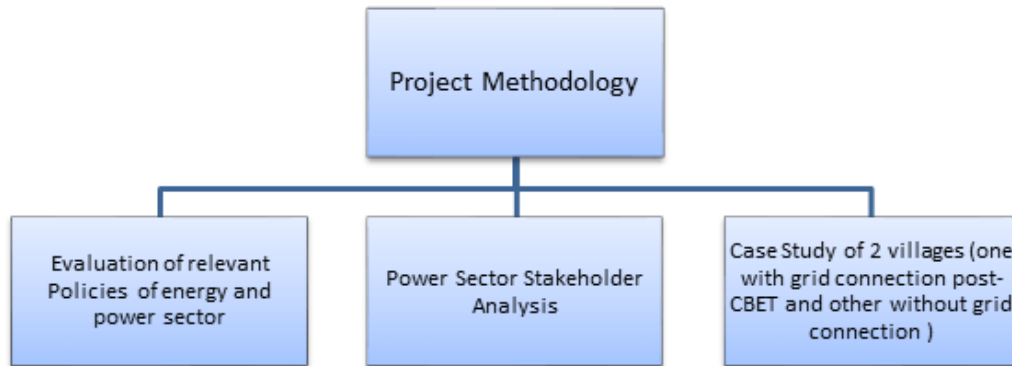 Project Methodology
Evaluation of relevant
Policies of energy and
power sector
Power Sector Stakeholder
Analysis
Case Study of 2 villages (one
with grid connection post-
CBET and other without grid
connection )